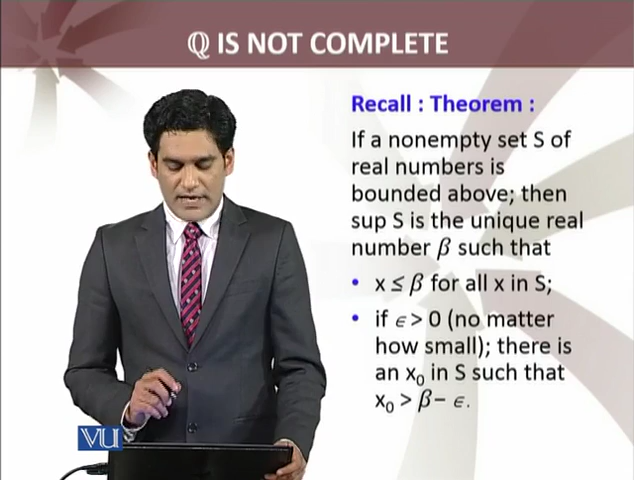 ℚ IS NOT COMPLETE
Recall : Theorem :
If a nonempty set S of
real numbers is
bounded above; then
sup S is the unique real
number β such that
• x ≤ β for all x in S;
• if ϵ > 0 (no matter
how small); there is
an x₀ in S such that
x₀ > β − ϵ.
VU